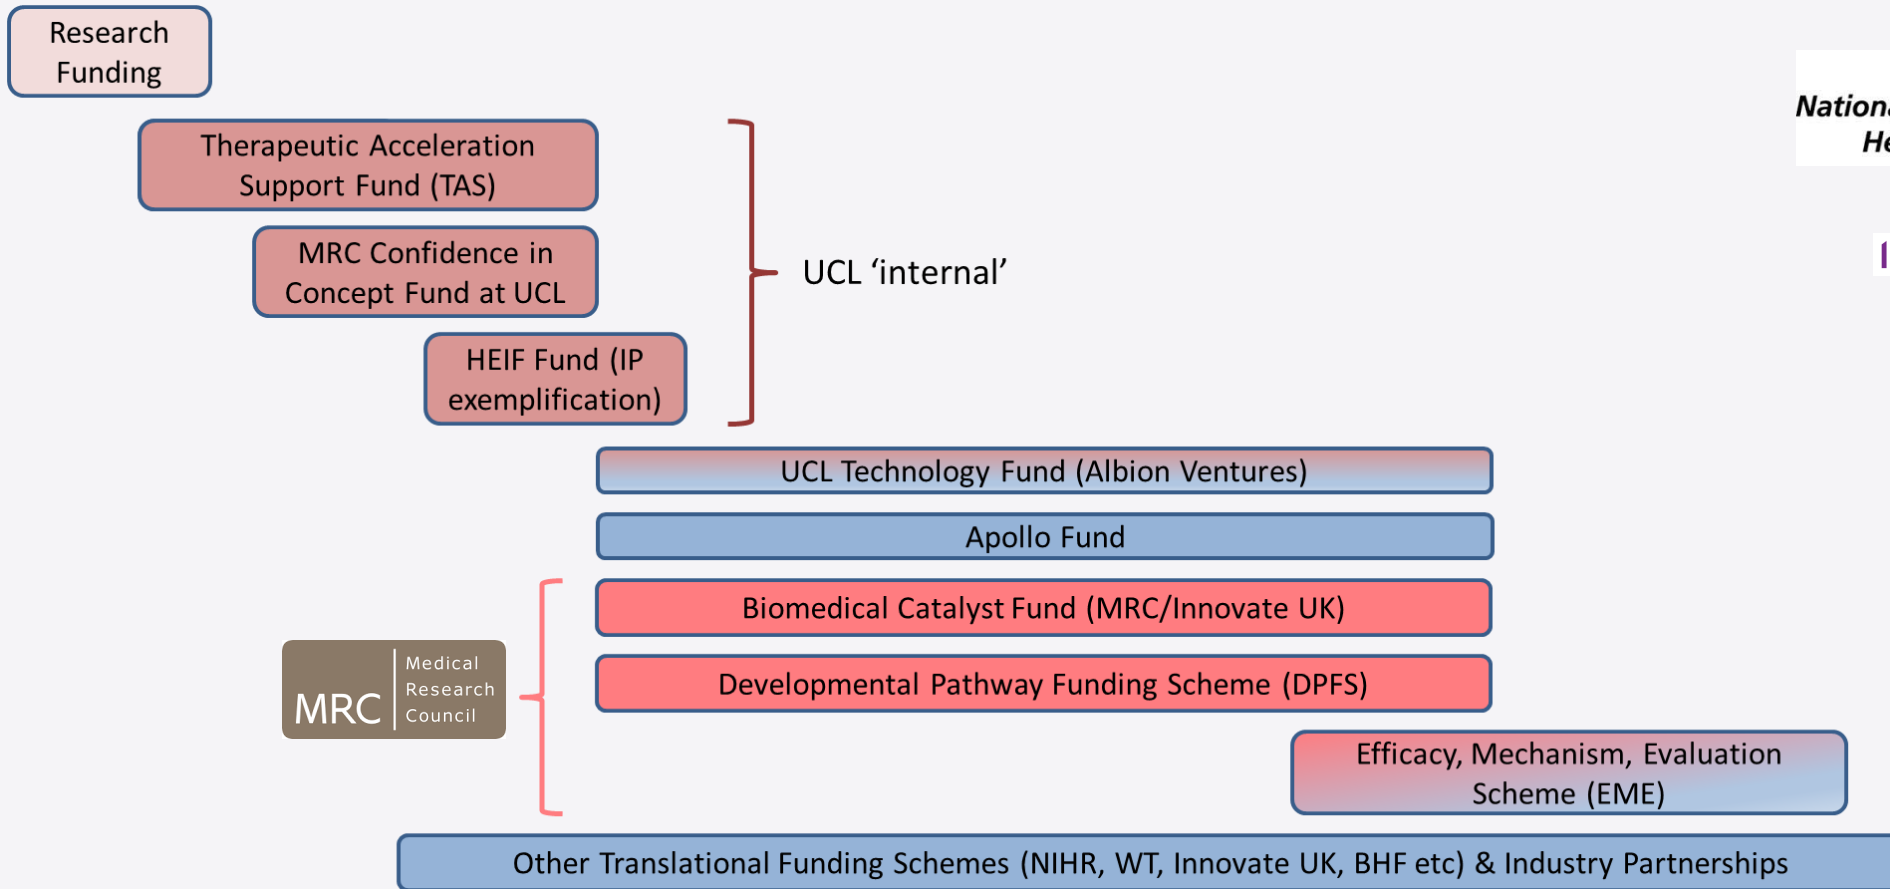 Research
Funding
Therapeutic Acceleration
Support Fund (TAS)
MRC Confidence in
Concept Fund at UCL
HEIF Fund (IP
exemplification)
UCL ‘internal’
UCL Technology Fund (Albion Ventures)
Apollo Fund
Biomedical Catalyst Fund (MRC/Innovate UK)
Developmental Pathway Funding Scheme (DPFS)
MRC
Medical
Research
Council
Efficacy, Mechanism, Evaluation
Scheme (EME)
Other Translational Funding Schemes (NIHR, WT, Innovate UK, BHF etc) & Industry Partnerships